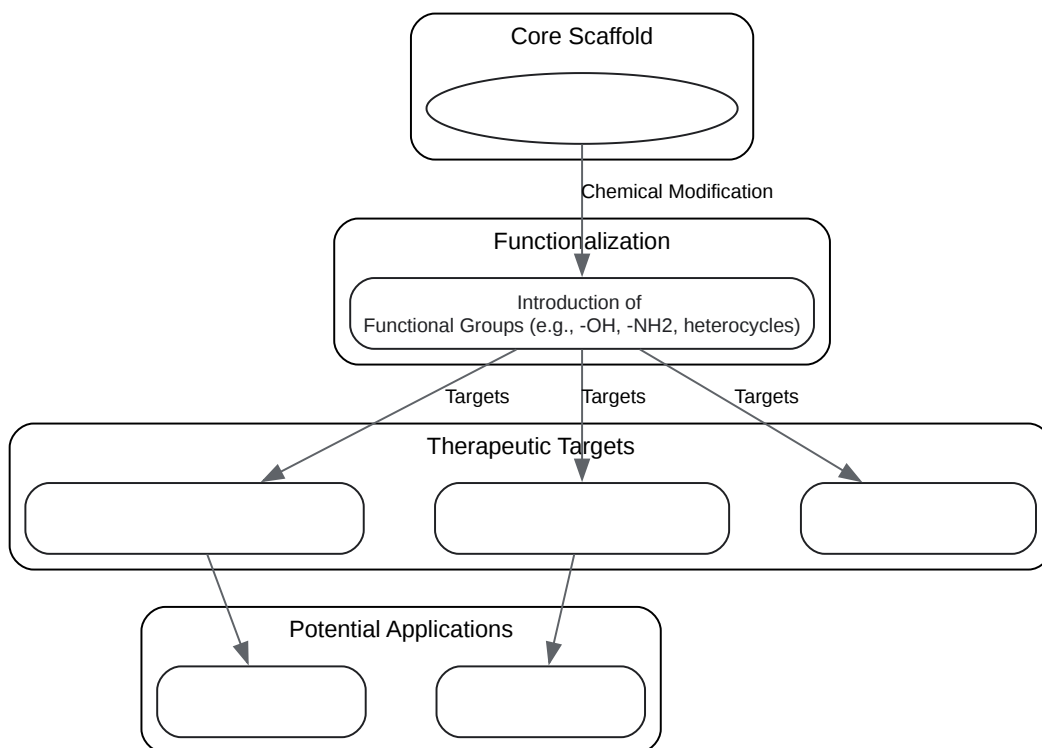 Core Scaffold
Chemical Modification
Functionalization
Introduction of
Functional Groups (e.g., -OH, -NH2, heterocycles)
Targets
Targets
Targets
Therapeutic Targets
Potential Applications